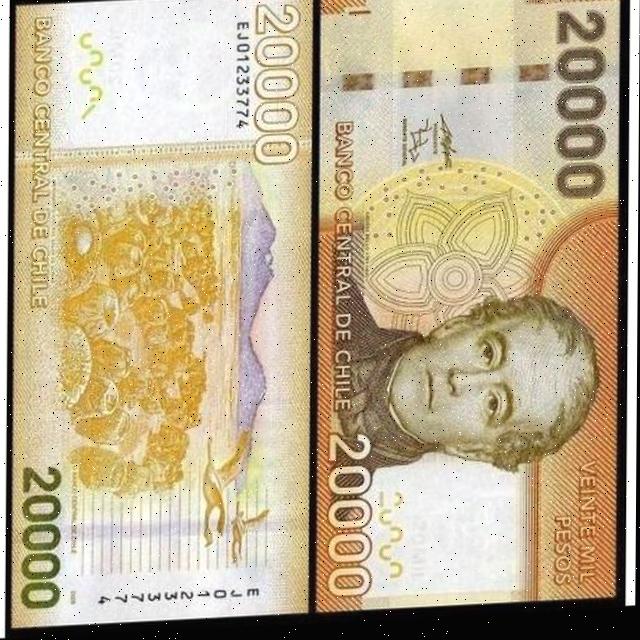 20000
EJ01233774
BANCO CENTRAL DE CHILE
20000
EJ01233774
20000
BANCO CENTRAL DE CHILE
20000
VEINTE MIL
PESOS